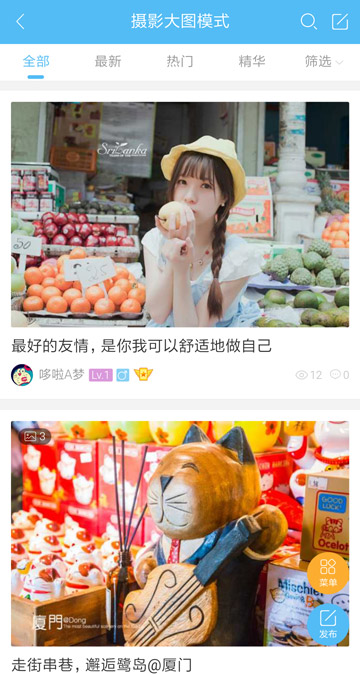 摄影大图模式
全部
最新
热门
精华
筛选
SriLanka
最好的友情，是你我可以舒适地做自己
哆啦A梦
Lv.1
12
0
3
GOOD
LUCK
Ocelot
Mischief
厦門
@Dong
菜单
发布
走街串巷，邂逅鹭岛@厦门